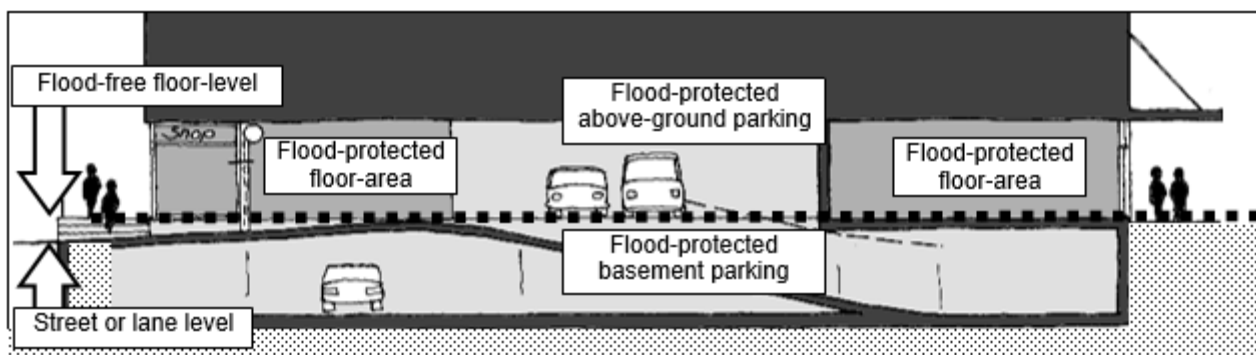 Flood-free floor-level
Shop
Flood-protected
floor-area
Flood-protected
above-ground parking
Flood-protected
floor-area
Flood-protected
basement parking
Street or lane level